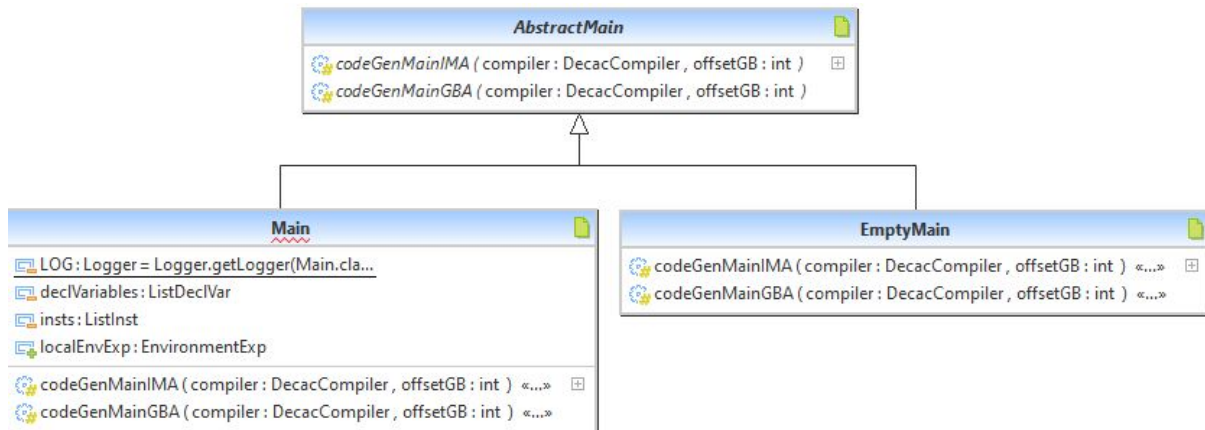 AbstractMain
codeGenMainIMA ( compiler : DecacCompiler , offsetGB : int )
codeGenMainGBA ( compiler : DecacCompiler , offsetGB : int )
Main
LOG : Logger = Logger.getLogger(Main.cla...
declVariables : ListDeclVar
insts : ListInst
localEnvExp : EnvironmentExp
codeGenMainIMA ( compiler : DecacCompiler , offsetGB : int ) «...»
codeGenMainGBA ( compiler : DecacCompiler , offsetGB : int ) «...»
EmptyMain
codeGenMainIMA ( compiler : DecacCompiler , offsetGB : int ) «...»
codeGenMainGBA ( compiler : DecacCompiler , offsetGB : int ) «...»